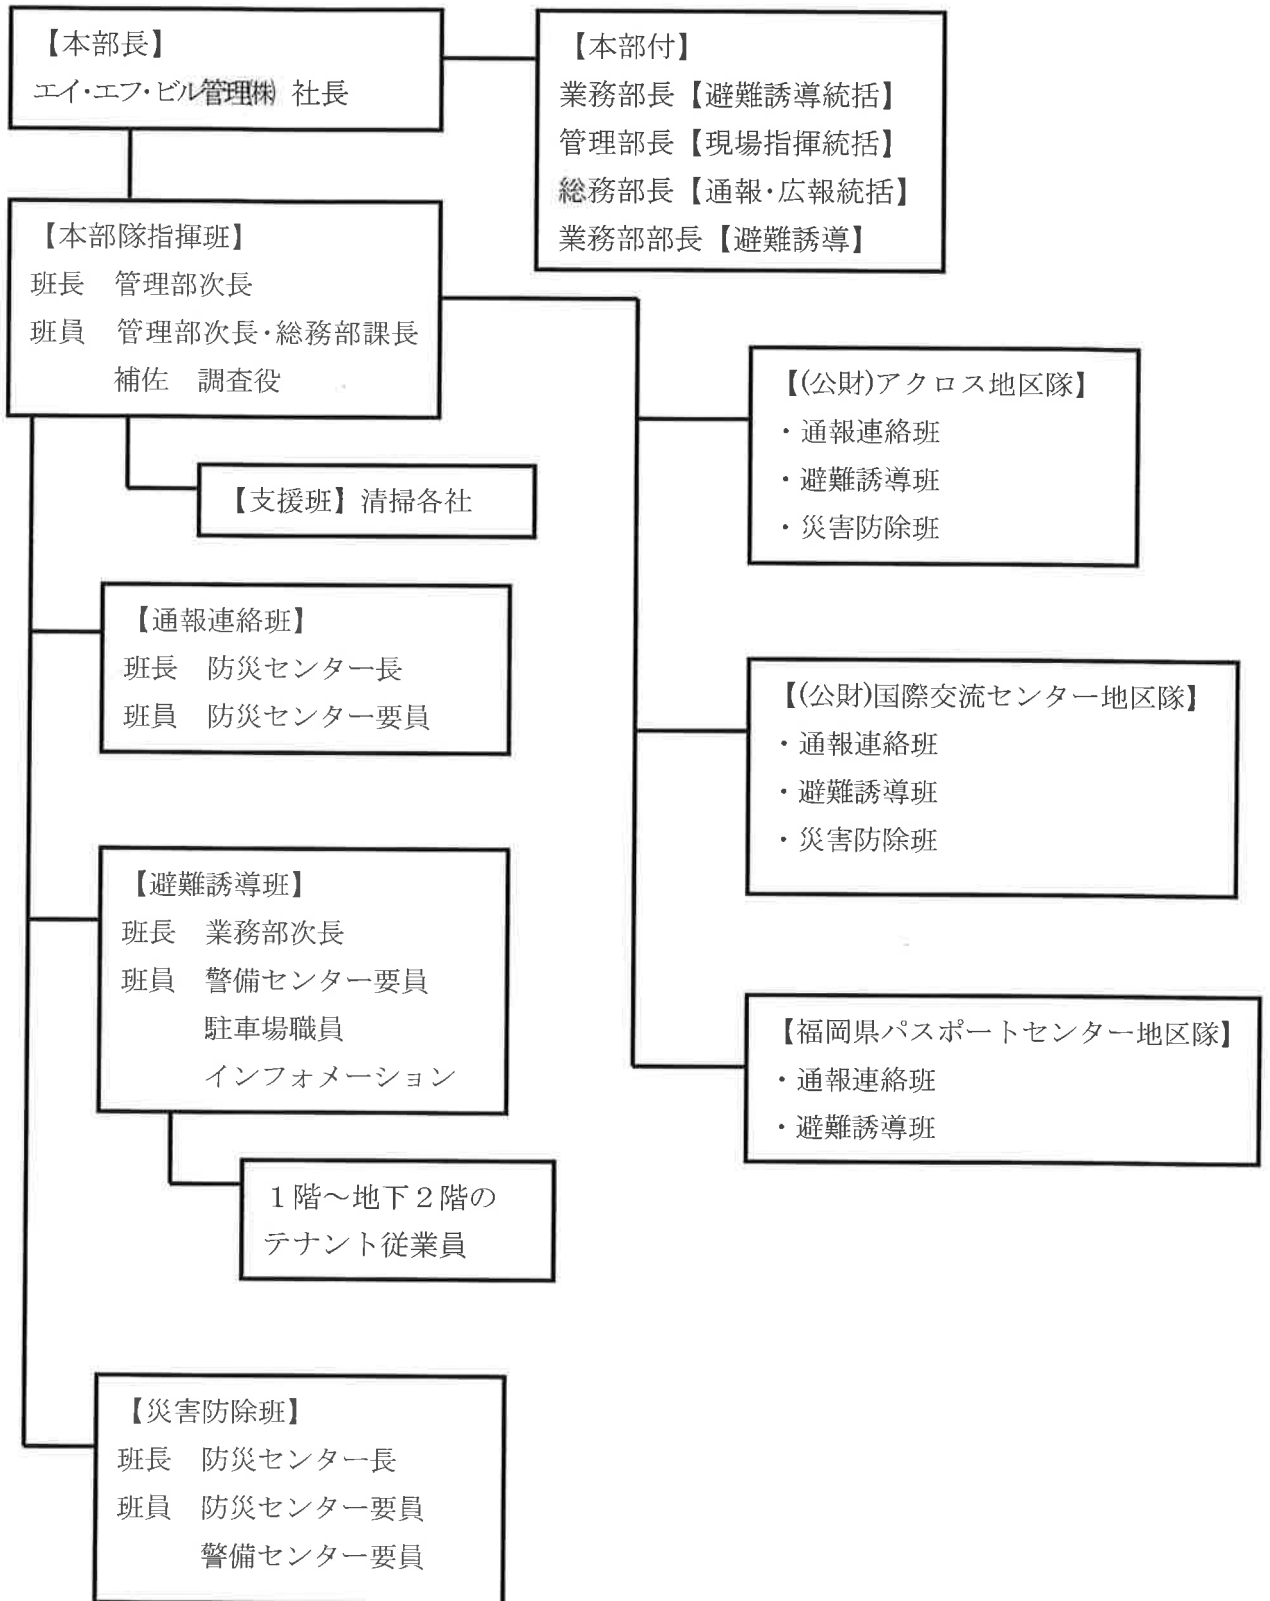 【本部長】
エイ・エフ・ビル管理㈱ 社長
【本部付】
業務部長【避難誘導統括】
管理部長【現場指揮統括】
総務部長【通報・広報統括】
業務部部長【避難誘導】
【本部隊指揮班】
班長　管理部次長
班員　管理部次長・総務部課長
補佐　調査役
【支援班】清掃各社
【通報連絡班】
班長　防災センター長
班員　防災センター要員
【避難誘導班】
班長　業務部次長
班員　警備センター要員
駐車場職員
インフォメーション
１階～地下２階の
テナント従業員
【災害防除班】
班長　防災センター長
班員　防災センター要員
警備センター要員
【(公財)アクロス地区隊】
・通報連絡班
・避難誘導班
・災害防除班
【(公財)国際交流センター地区隊】
・通報連絡班
・避難誘導班
・災害防除班
【福岡県パスポートセンター地区隊】
・通報連絡班
・避難誘導班